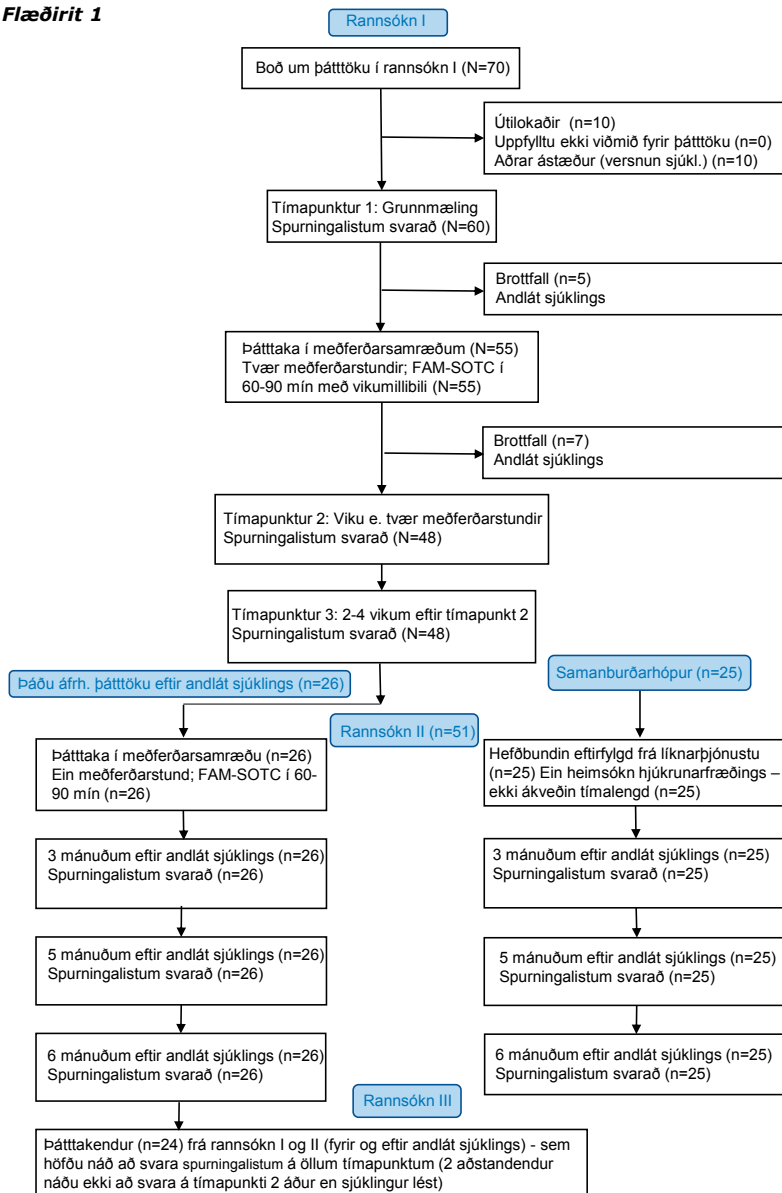 Flæðirit 1
Rannsókn I
Boð um þátttöku í rannsókn I (N=70)
Útilokaðir (n=10)
Uppfylltu ekki viðmið fyrir þátttöku (n=0)
Aðrar ástæður (versnun sjúkl.) (n=10)
Tímapunktur 1: Grunnmæling
Spurningalistum svarað (N=60)
Brottfall (n=5)
Andlát sjúklings
Þátttaka í meðferðarsamræðum (N=55)
Tvær meðferðarstundir; FAM-SOTC í
60-90 mín með vikumillibili (N=55)
Brottfall (n=7)
Andlát sjúklings
Tímapunktur 2: Viku e. tvær meðferðarstundir
Spurningalistum svarað (N=48)
Tímapunktur 3: 2-4 vikum eftir tímapunkt 2
Spurningalistum svarað (N=48)
Þáðu áfrh. þátttöku eftir andlát sjúklings (n=26)
Samanburðarhópur (n=25)
Rannsókn II (n=51)
Þátttaka í meðferðarsamræðu (n=26)
Ein meðferðarstund; FAM-SOTC í 60-
90 mín (n=26)
Hefðbundin eftirfylgd frá líknarþjónustu
(n=25) Ein heimsókn hjúkrunarfræðings –
ekki ákveðin tímalengd (n=25)
3 mánuðum eftir andlát sjúklings (n=26)
Spurningalistum svarað (n=26)
3 mánuðum eftir andlát sjúklings (n=25)
Spurningalistum svarað (n=25)
5 mánuðum eftir andlát sjúklings (n=26)
Spurningalistum svarað (n=26)
5 mánuðum eftir andlát sjúklings (n=25)
Spurningalistum svarað (n=25)
6 mánuðum eftir andlát sjúklings (n=26)
Spurningalistum svarað (n=26)
6 mánuðum eftir andlát sjúklings (n=25)
Spurningalistum svarað (n=25)
Rannsókn III
Þátttakendur (n=24) frá rannsókn I og II (fyrir og eftir andlát sjúklings) - sem
höfðu náð að svara spurningalistum á öllum tímapunktum (2 aðstandendur
náðu ekki að svara á tímapunkti 2 áður en sjúklingur lést)